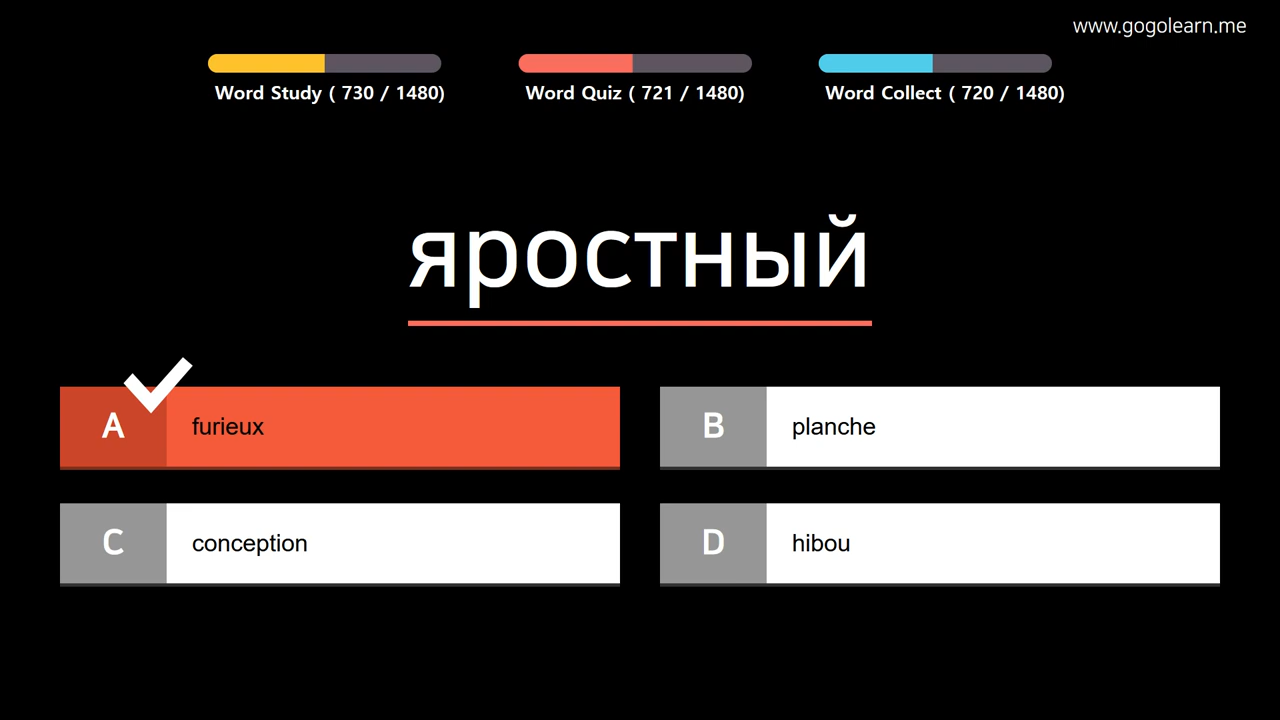 www.gogolearn.me
Word Study ( 730 / 1480)
Word Quiz ( 721 / 1480)
Word Collect ( 720 / 1480)
яростный
A furieux
B planche
C conception
D hibou